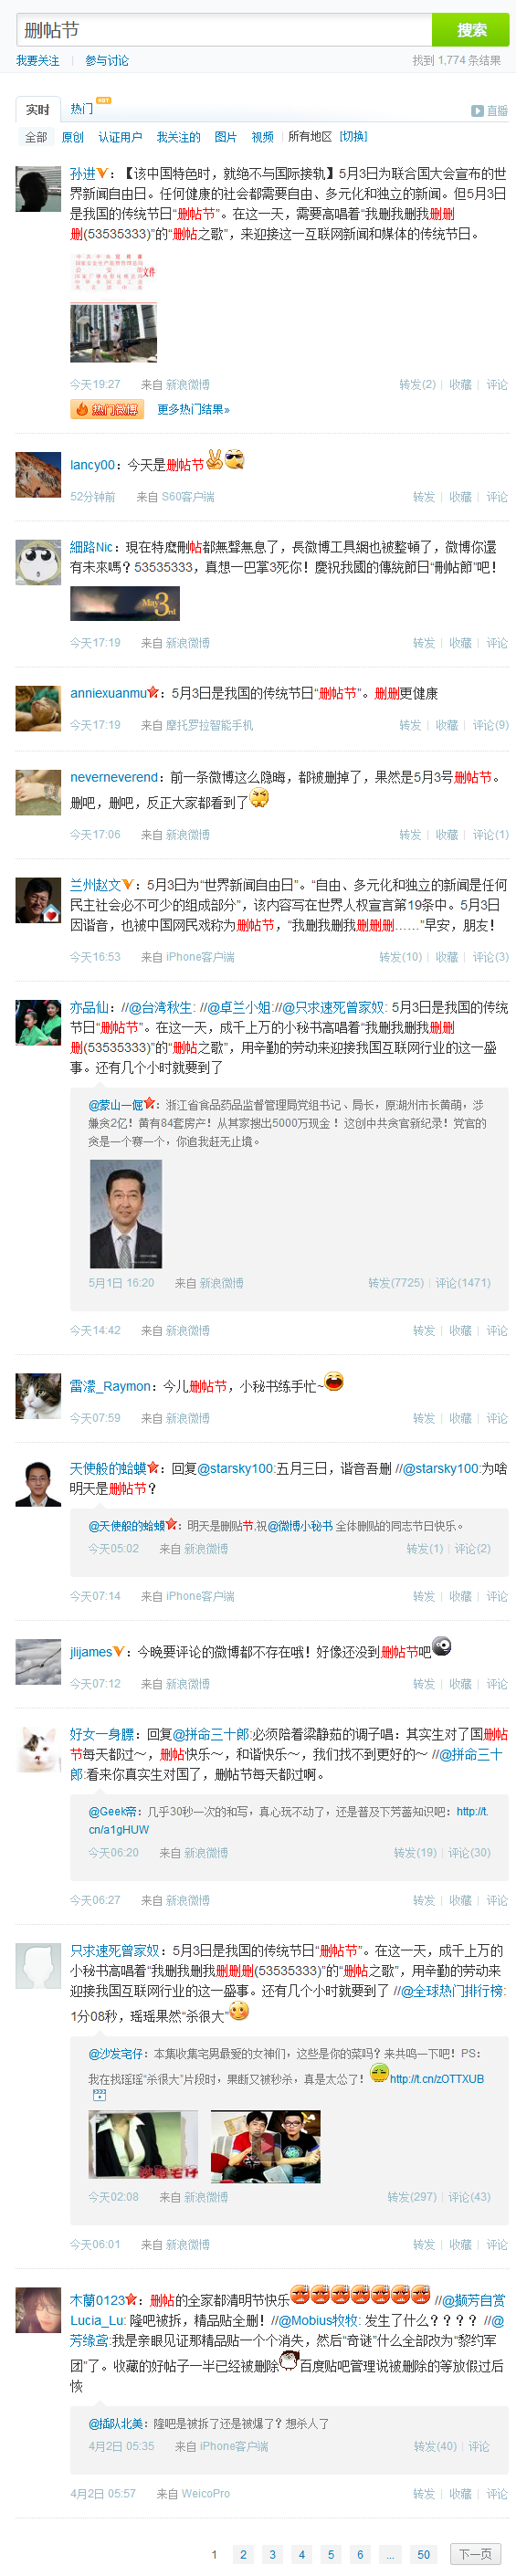 删帖节
搜索
我要关注 | 参与讨论
找到 1,774 条结果
实时
热门
HOT
直播
全部 原创 认证用户 我关注的 图片 视频 | 所有地区 [切换]
孙进：【该中国特色时，就绝不与国际接轨】5月3日为联合国大会宣布的世
界新闻自由日。任何健康的社会都需要自由、多元化和独立的新闻。但5月3日
是我国的传统节日“删帖节”。在这一天，需要高唱着“我删我删我删删
删(53535333)”的“删帖之歌”，来迎接这一互联网新闻和媒体的传统节日。
文件
今天19:27 来自 新浪微博
转发(2) | 收藏 | 评论
热门微博 更多热门结果»
lancy00：今天是删帖节
52分钟前 来自 S60客户端
转发 | 收藏 | 评论
細路Nic：現在特麽刪帖都無聲無息了，長微博工具網也被整頓了，微博你還
有未來嗎？53535333，真想一巴掌3死你！慶祝我國的傳統節日“刪帖節”吧！
May 3rd
今天17:19 来自 新浪微博
转发 | 收藏 | 评论
anniexuanmu：5月3日是我国的传统节日“删帖节”。删删更健康
今天17:19 来自 摩托罗拉智能手机
转发 | 收藏 | 评论(9)
neverneverend：前一条微博这么隐晦，都被删掉了，果然是5月3号删帖节。
删吧，删吧，反正大家都看到了
今天17:06 来自 新浪微博
转发 | 收藏 | 评论(1)
兰州赵文：5月3日为“世界新闻自由日”。“自由、多元化和独立的新闻是任何
民主社会必不可少的组成部分”，该内容写在世界人权宣言第19条中。5月3日
因谐音，也被中国网民戏称为删帖节，“我删我删我删删删……”早安，朋友！
今天16:53 来自 iPhone客户端
转发(10) | 收藏 | 评论(3)
亦品仙：//@台湾秋生: //@卓兰小姐://@只求速死曾家奴: 5月3日是我国的传统
节日“删帖节”。在这一天，成千上万的小秘书高唱着“我删我删我删删
删(53535333)”的“删帖之歌”，用辛勤的劳动来迎接我国互联网行业的这一盛
事。还有几个小时就要到了
@蒙山一倔：浙江省食品药品监督管理局党组书记、局长，原湖州市长黄萌，涉
嫌贪2亿！黄有84套房产！从其家搜出5000万现金！这创中共贪官新纪录！党官的
贪是一个赛一个，你追我赶无止境。
5月1日 16:20 来自 新浪微博
转发(7725) | 评论(1471)
今天14:42 来自 新浪微博
转发 | 收藏 | 评论
雷濛_Raymon：今儿删帖节，小秘书练手忙~
今天07:59 来自 新浪微博
转发 | 收藏 | 评论
天使般的蛤蟆：回复@starsky100:五月三日，谐音吾删 //@starsky100:为啥
明天是删帖节？
@天使般的蛤蟆：明天是删贴节,祝@微博小秘书 全体删贴的同志节日快乐。
今天05:02 来自 新浪微博
转发(1) | 评论(2)
今天07:14 来自 iPhone客户端
转发 | 收藏 | 评论
jlijames：今晚要评论的微博都不存在哦！好像还没到删帖节吧
今天07:12 来自 新浪微博
转发 | 收藏 | 评论
好女一身膘：回复@拼命三十郎:必须陪着梁静茹的调子唱：其实生对了国删帖
节每天都过～，删帖快乐～，和谐快乐～，我们找不到更好的～ //@拼命三十
郎:看来你真实生对国了，删帖节每天都过啊。
@Geek帝：几乎30秒一次的和写，真心玩不动了，还是普及下芳蓄知识吧：http://t.
cn/a1gHUW
今天06:20 来自 新浪微博
转发(19) | 评论(30)
今天06:27 来自 新浪微博
转发 | 收藏 | 评论
只求速死曾家奴：5月3日是我国的传统节日“删帖节”。在这一天，成千上万的
小秘书高唱着“我删我删我删删删(53535333)”的“删帖之歌”，用辛勤的劳动来
迎接我国互联网行业的这一盛事。还有几个小时就要到了 //@全球热门排行榜:
1分08秒，瑶瑶果然“杀很大”
@沙发宅仔：本集收集宅男最爱的女神们，这些是你的菜吗？来共鸣一下吧！PS：
我在找瑶瑶“杀很大”片段时，果断又被秒杀，真是太怂了！http://t.cn/zOTTXUB
今天02:08 来自 新浪微博
转发(297) | 评论(43)
今天06:01 来自 新浪微博
转发 | 收藏 | 评论
木蘭0123：删帖的全家都清明节快乐 //@攧芳自赏
Lucia_Lu: 隆吧被拆，精品贴全删！//@Mobius牧牧: 发生了什么？？？？ //@
芳缘宫:我是亲眼见证那精品贴一个个消失，然后“奇谜”什么全部改为“黎约军
团”了。收藏的好帖子一半已经被删除 百度贴吧管理说被删除的等放假过后
恢
@插队北美：隆吧是被拆了还是被爆了？想杀人了
4月2日 05:35 来自 iPhone客户端
转发(40) | 评论
4月2日 05:57 来自 WeicoPro
转发 | 收藏 | 评论
1 2 3 4 5 6 ... 50 下一页